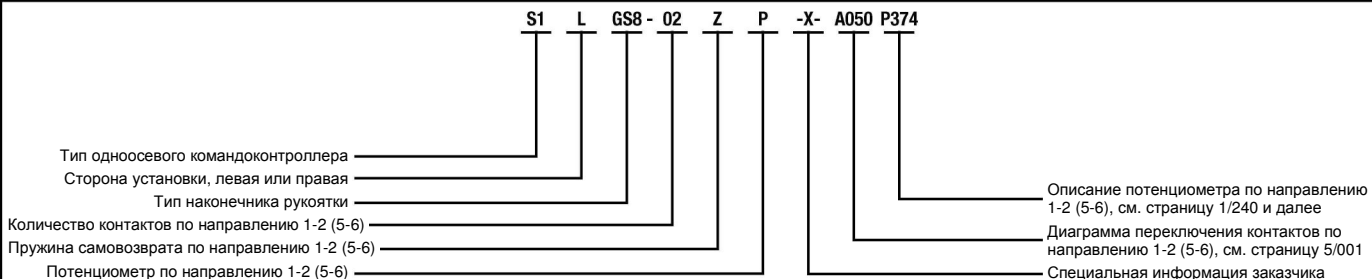 S1 L GS8 - 02 Z P -X- A050 P374
Тип одноосевого командоконтроллера
Сторона установки, левая или правая
Тип наконечника рукоятки
Количество контактов по направлению 1-2 (5-6)
Пружина самовозврата по направлению 1-2 (5-6)
Потенциометр по направлению 1-2 (5-6)
Описание потенциометра по направлению
1-2 (5-6), см. страницу 1/240 и далее
Диаграмма переключения контактов по
направлению 1-2 (5-6), см. страницу 5/001
Специальная информация заказчика